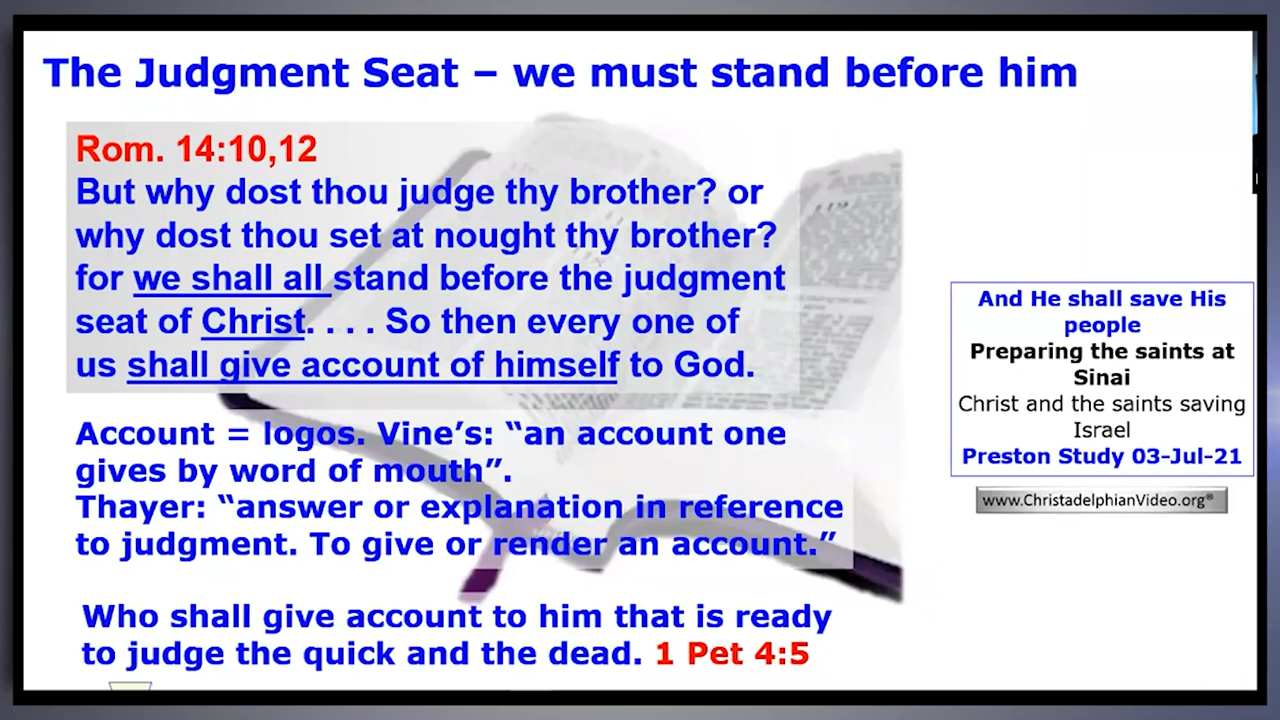 The Judgment Seat – we must stand before him
Rom. 14:10,12
But why dost thou judge thy brother? or
why dost thou set at nought thy brother?
for we shall all stand before the judgment
seat of Christ. . . . So then every one of
us shall give account of himself to God.
Account = logos. Vine’s: “an account one
gives by word of mouth”.
Thayer: “answer or explanation in reference
to judgment. To give or render an account.”
Who shall give account to him that is ready
to judge the quick and the dead. 1 Pet 4:5
And He shall save His
people
Preparing the saints at
Sinai
Christ and the saints saving
Israel
Preston Study 03-Jul-21
www.ChristadelphianVideo.org®